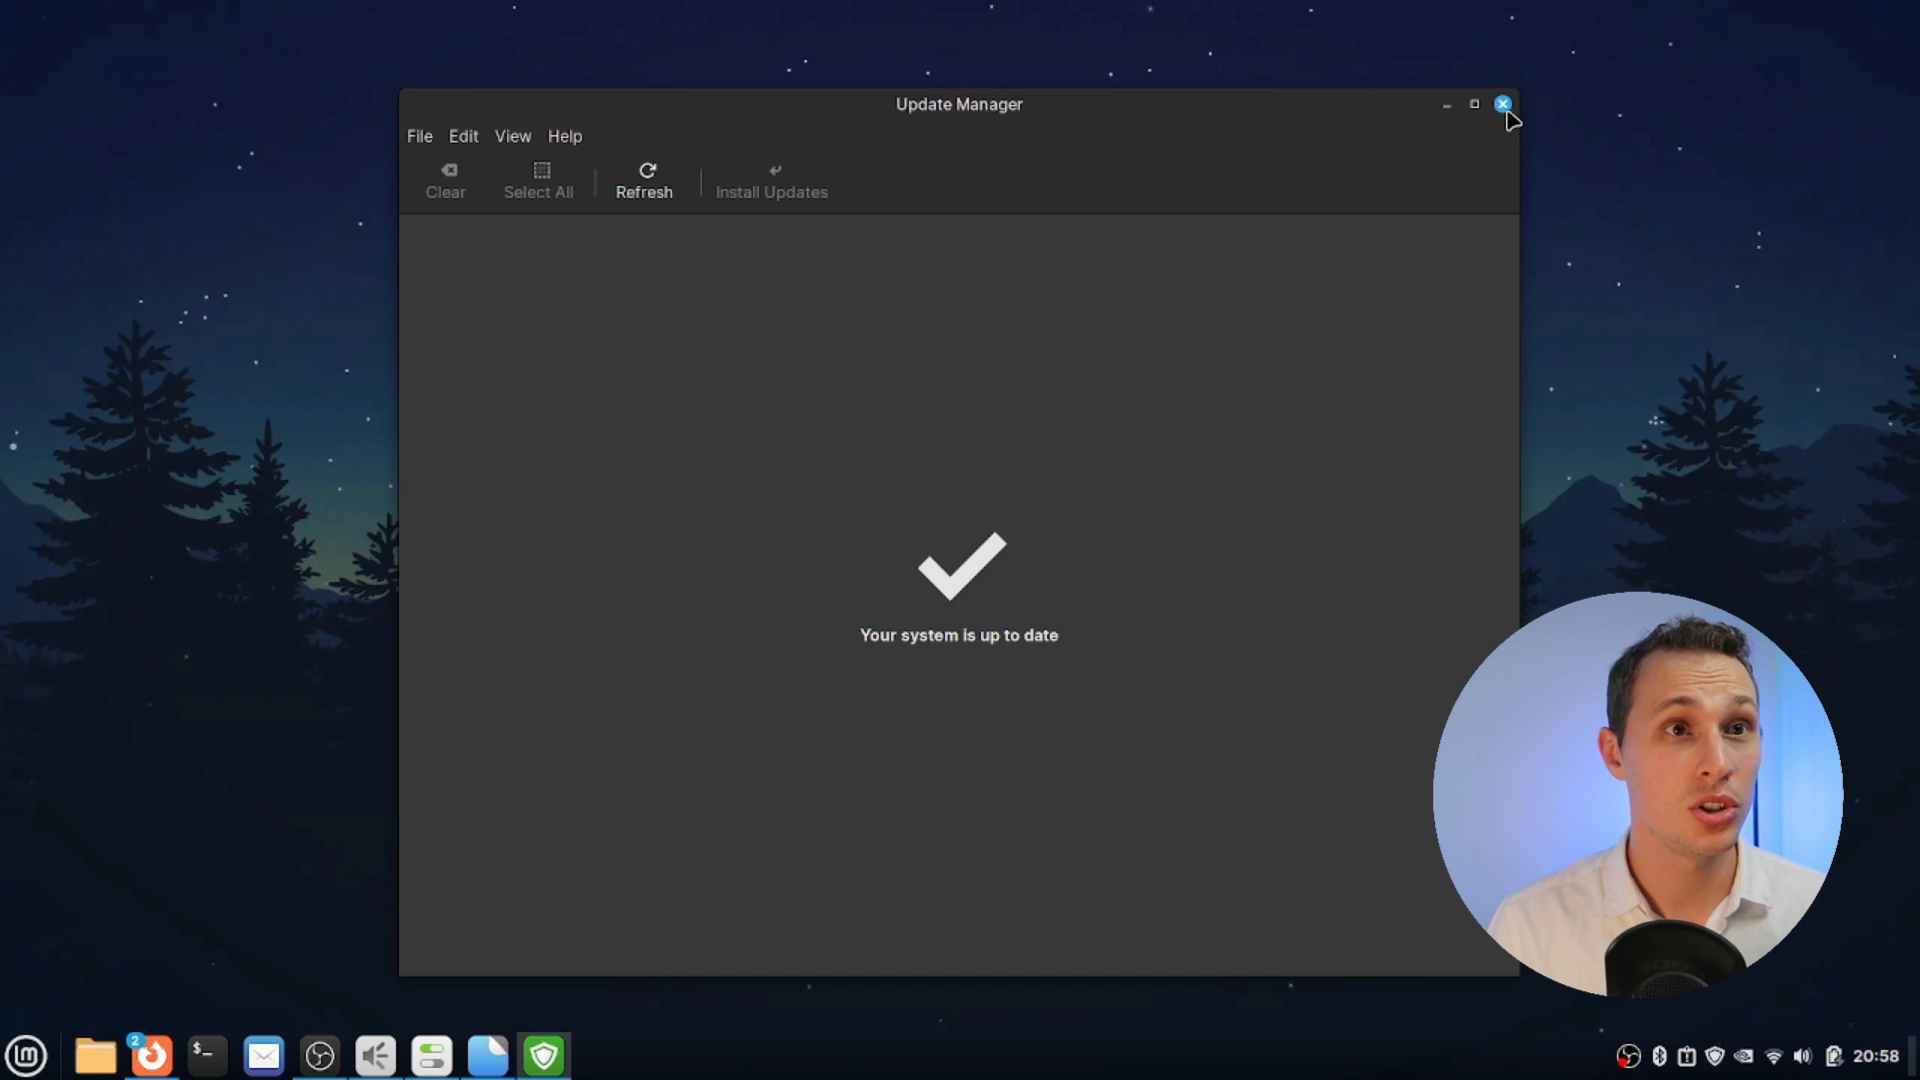 Update Manager
File Edit View Help
Clear Select All Refresh Install Updates
Your system is up to date
2
$_
20:58